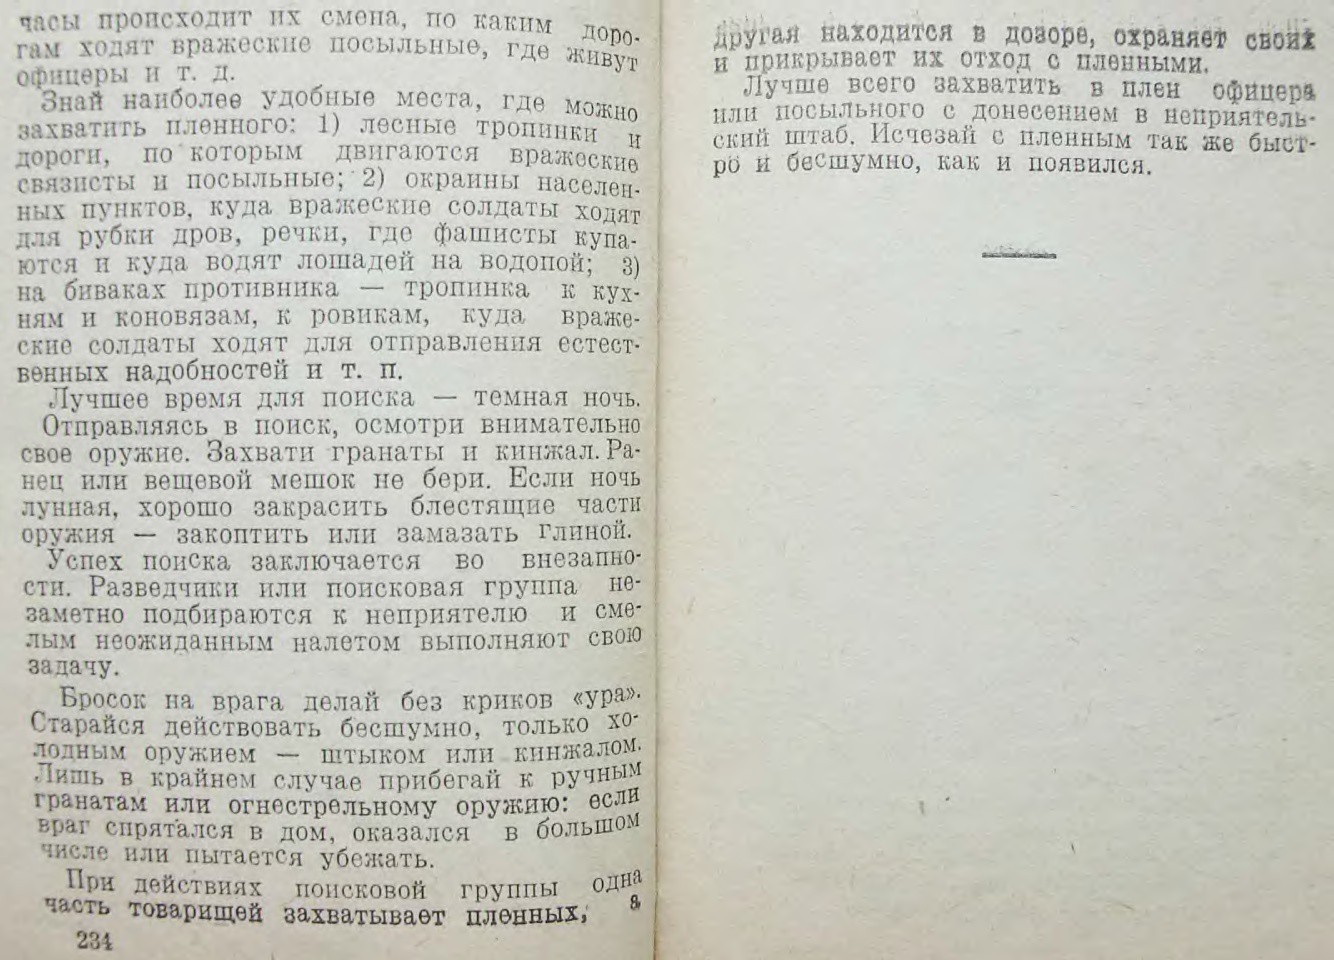 часы происходит их смена, по каким доро-
гам ходят вражеские посыльные, где живут
офицеры и т. д.
Знай наиболее удобные места, где можно
захватить пленного: 1) лесные тропинки и
дороги, по которым двигаются вражеские
связисты и посыльные; 2) окраины населен-
ных пунктов, куда вражеские солдаты ходят
для рубки дров, речки, где фашисты купа-
ются и куда водят лошадей на водопой; 3)
на биваках противника — тропинка к кух-
ням и коновязам, к ровикам, куда враже-
ские солдаты ходят для отправления естест-
венных надобностей и т. п.
Лучшее время для поиска — темная ночь.
Отправляясь в поиск, осмотри внимательно
свое оружие. Захвати гранаты и кинжал. Ра-
нец или вещевой мешок не бери. Если ночь
лунная, хорошо закрасить блестящие части
оружия — закоптить или замазать глиной.
Успех поиска заключается во внезапно-
сти. Разведчики или поисковая группа не-
заметно подбираются к неприятелю и сме-
лым неожиданным налетом выполняют свою
задачу.
Бросок на врага делай без криков «ура».
Старайся действовать бесшумно, только хо-
лодным оружием — штыком или кинжалом.
Лишь в крайнем случае прибегай к ручным
гранатам или огнестрельному оружию: если
враг спрятался в дом, оказался в большом
числе или пытается убежать.
При действиях поисковой группы одна
часть товарищей захватывает пленных, а
234
другая находится в дозоре, охраняет своих
и прикрывает их отход с пленными.
Лучше всего захватить в плен офицера
или посыльного с донесением в неприятель-
ский штаб. Исчезай с пленным так же быст-
ро и бесшумно, как и появился.